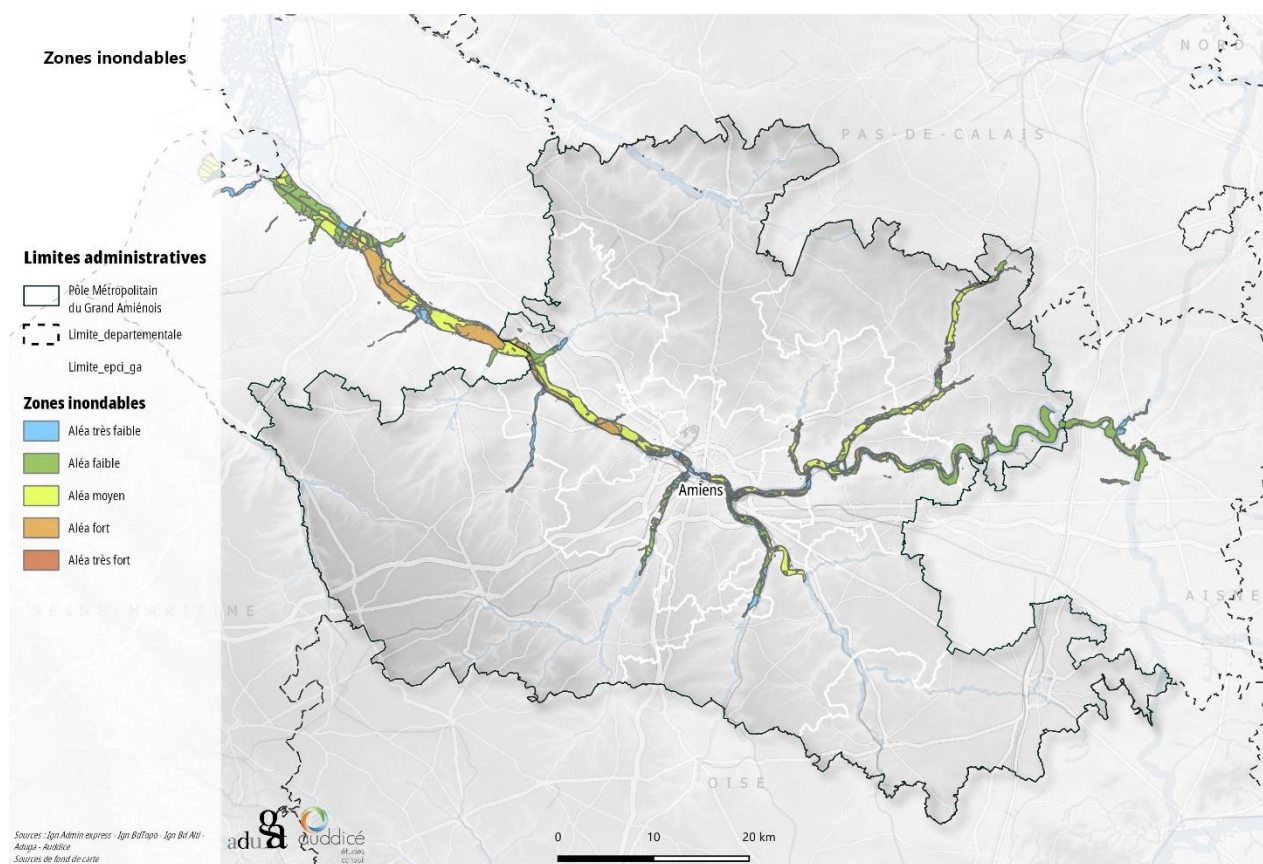 Zones inondables
NORD
PAS-DE-CALAIS
Limites administratives
Pôle Métropolitain
du Grand Amiénois
Limite_departementale
Limite_epci_ga
Zones inondables
Aléa très faible
Aléa faible
Aléa moyen
Aléa fort
Aléa très fort
Amiens
SEINE-MARITIME
AISNE
OISE
Sources : Ign Admin express - Ign BdTopo - Ign Bd Alti -
Aduga - Auddice
Sources de fond de carte
auddicé
études
conseil
0 10 20 km